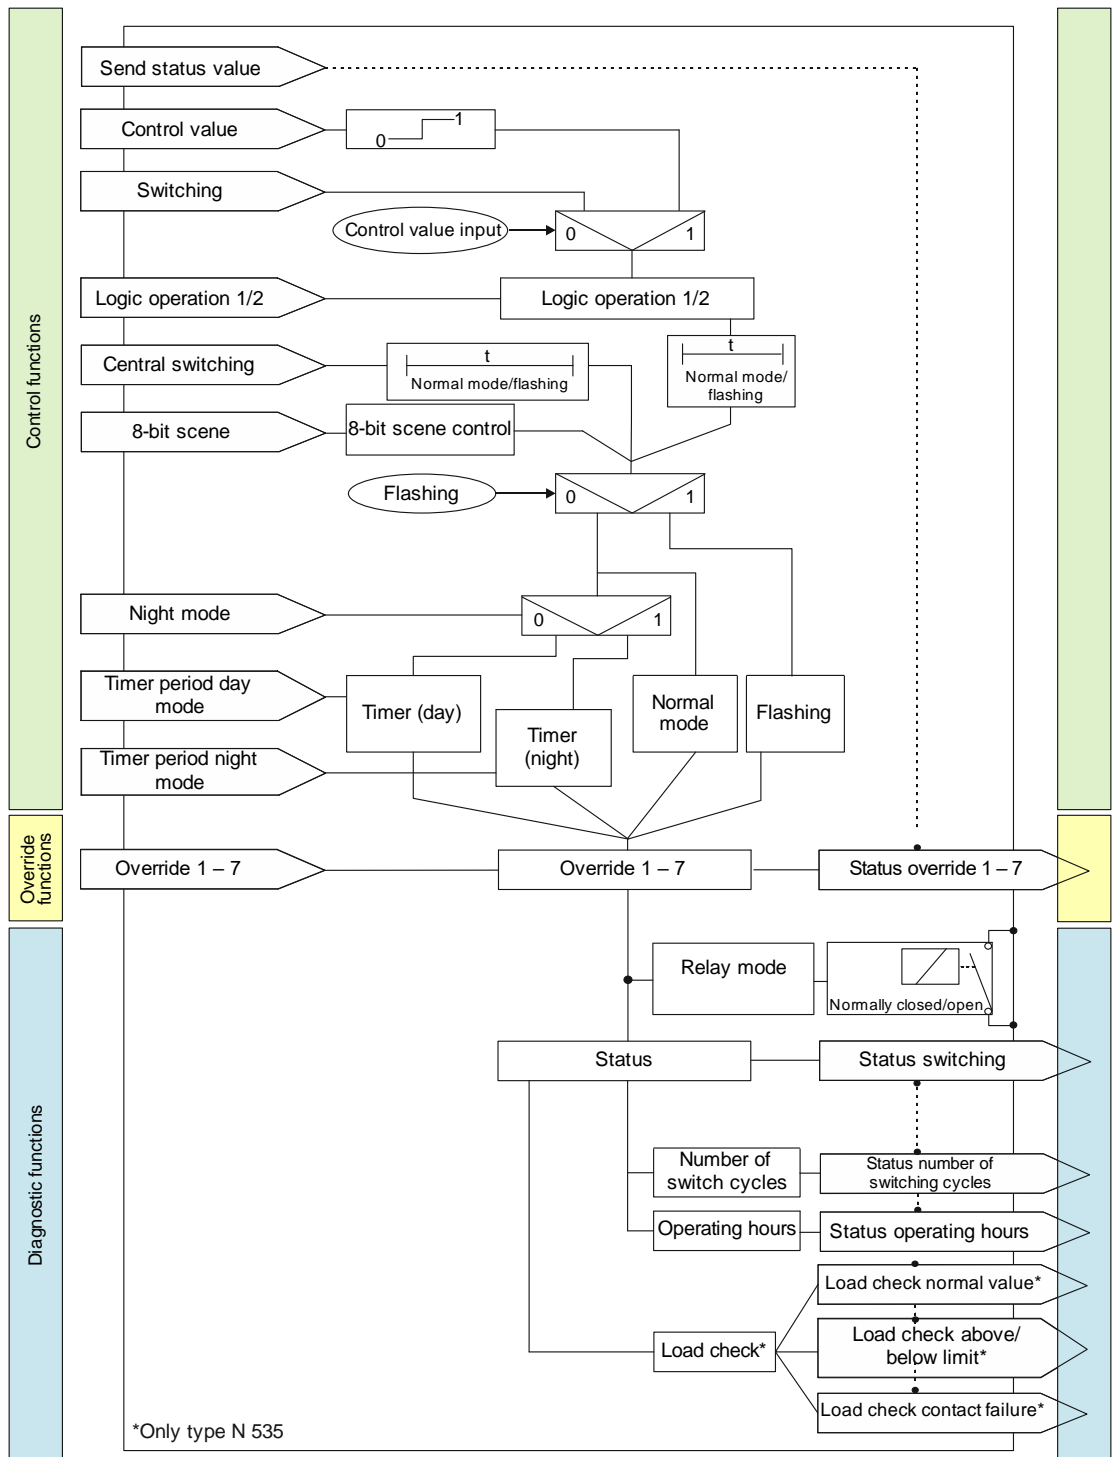 Control functions
Send status value
Control value
0
1
Switching
Control value input
0
1
Logic operation 1/2
Logic operation 1/2
Central switching
t
Normal mode/flashing
t
Normal mode/
flashing
8-bit scene
8-bit scene control
Flashing
0
1
Night mode
0
1
Timer period day
mode
Timer (day)
Timer
(night)
Normal
mode
Flashing
Timer period night
mode
Override
functions
Override 1 – 7
Override 1 – 7
Status override 1 – 7
Diagnostic functions
Relay mode
Normally closed/open
Status
Status switching
Number of
switch cycles
Status number of
switching cycles
Operating hours
Status operating hours
Load check normal value*
Load check*
Load check above/
below limit*
Load check contact failure*
*Only type N 535